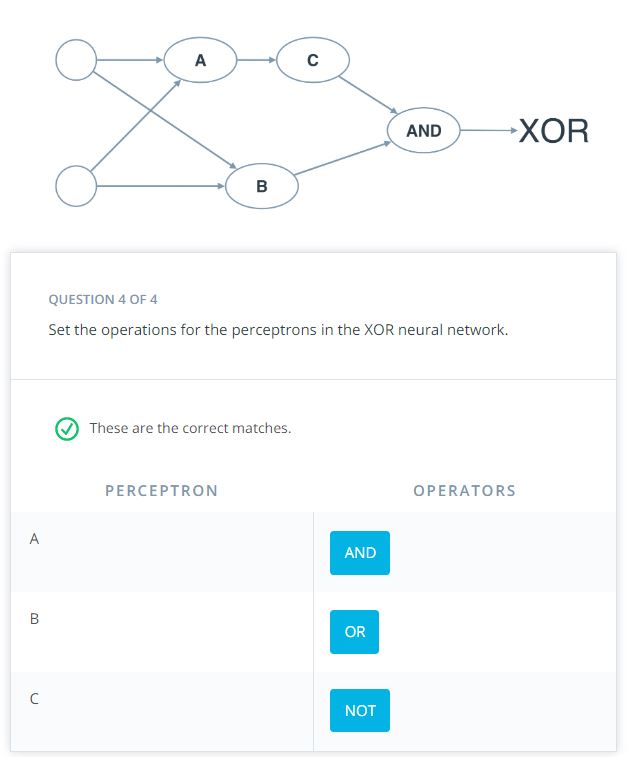 A
C
AND
XOR
B
QUESTION 4 OF 4
Set the operations for the perceptrons in the XOR neural network.
These are the correct matches.
PERCEPTRON OPERATORS
A AND
B OR
C NOT